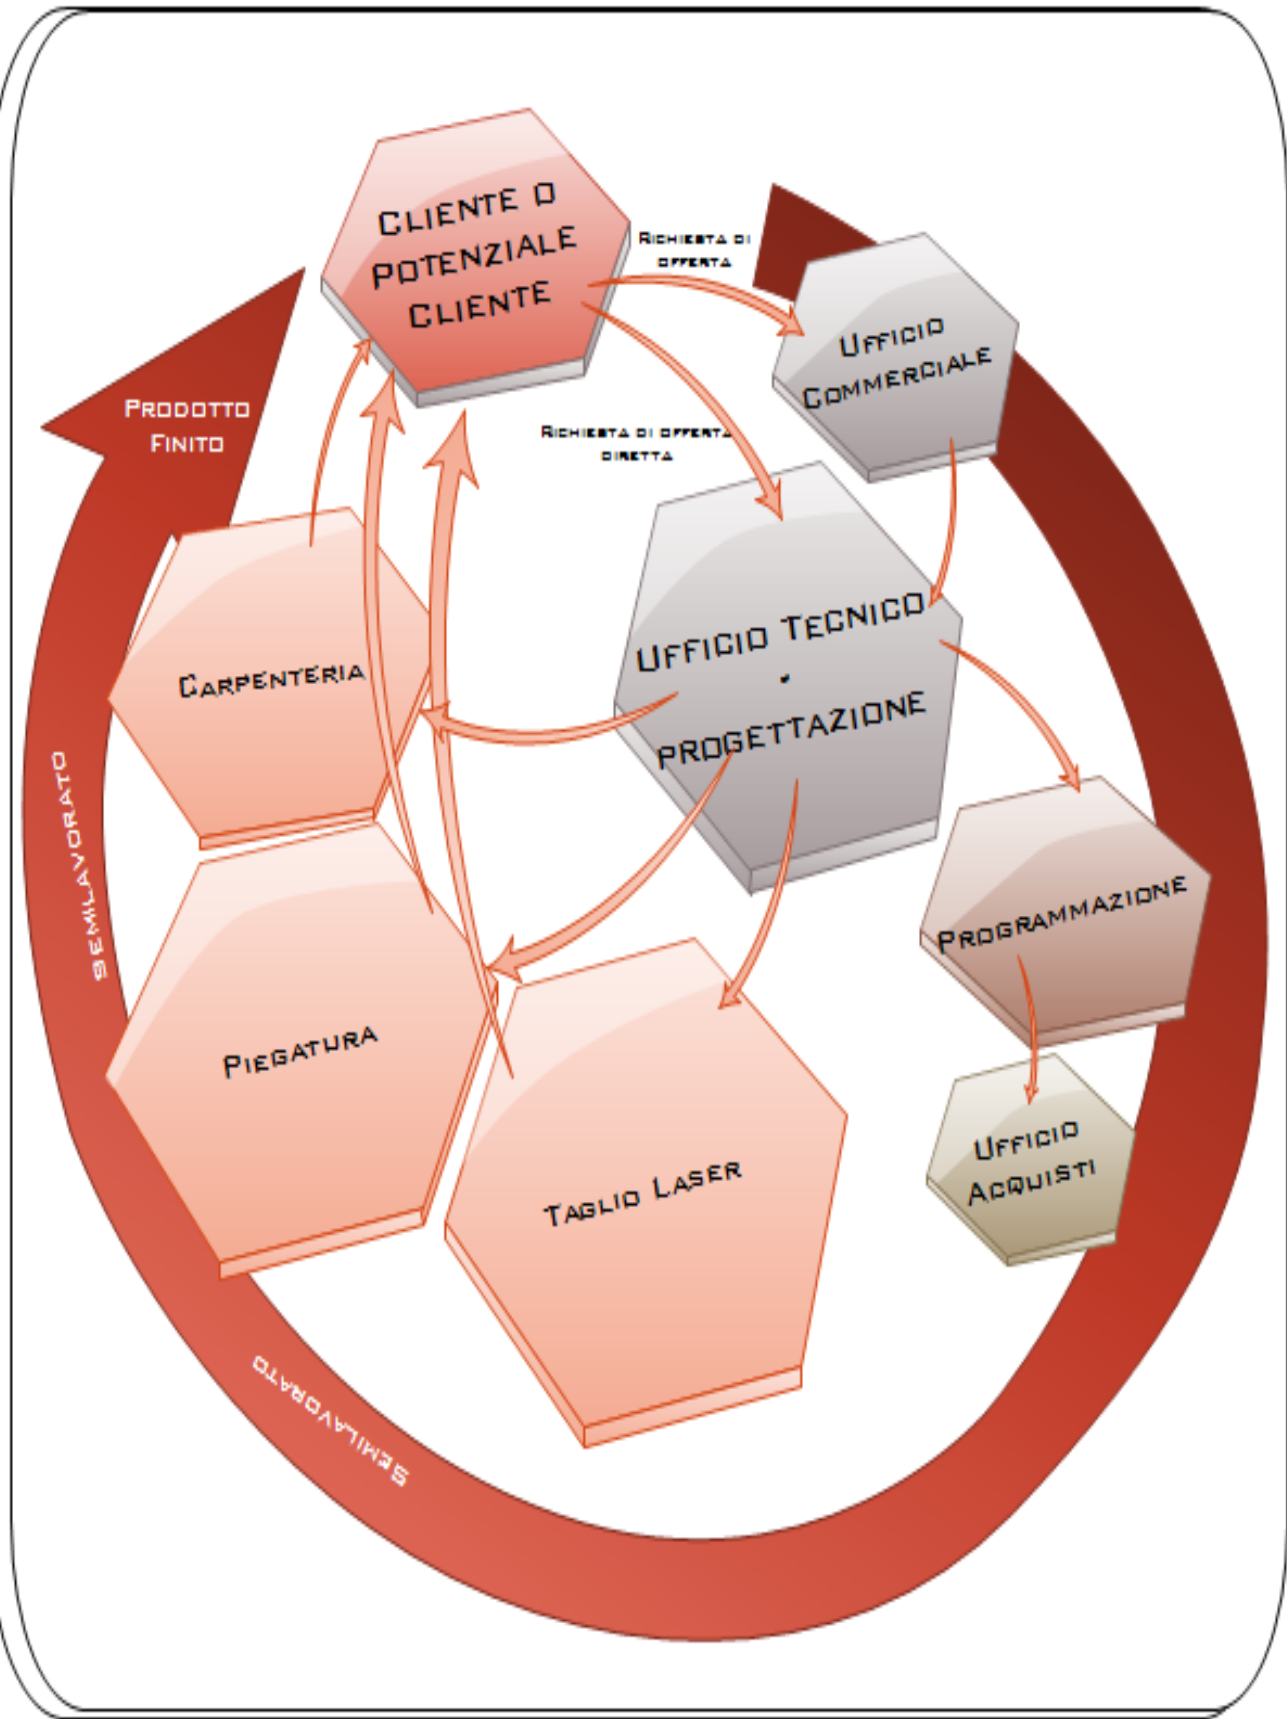 Cliente o
Potenziale
Cliente
Richiesta di
offerta
Ufficio
Commerciale
Prodotto
Finito
Richiesta di offerta
diretta
Ufficio Tecnico
-
progettazione
Carpenteria
semilavorato
Programmazione
Piegatura
Ufficio
Acquisti
Taglio Laser
Semilavorato